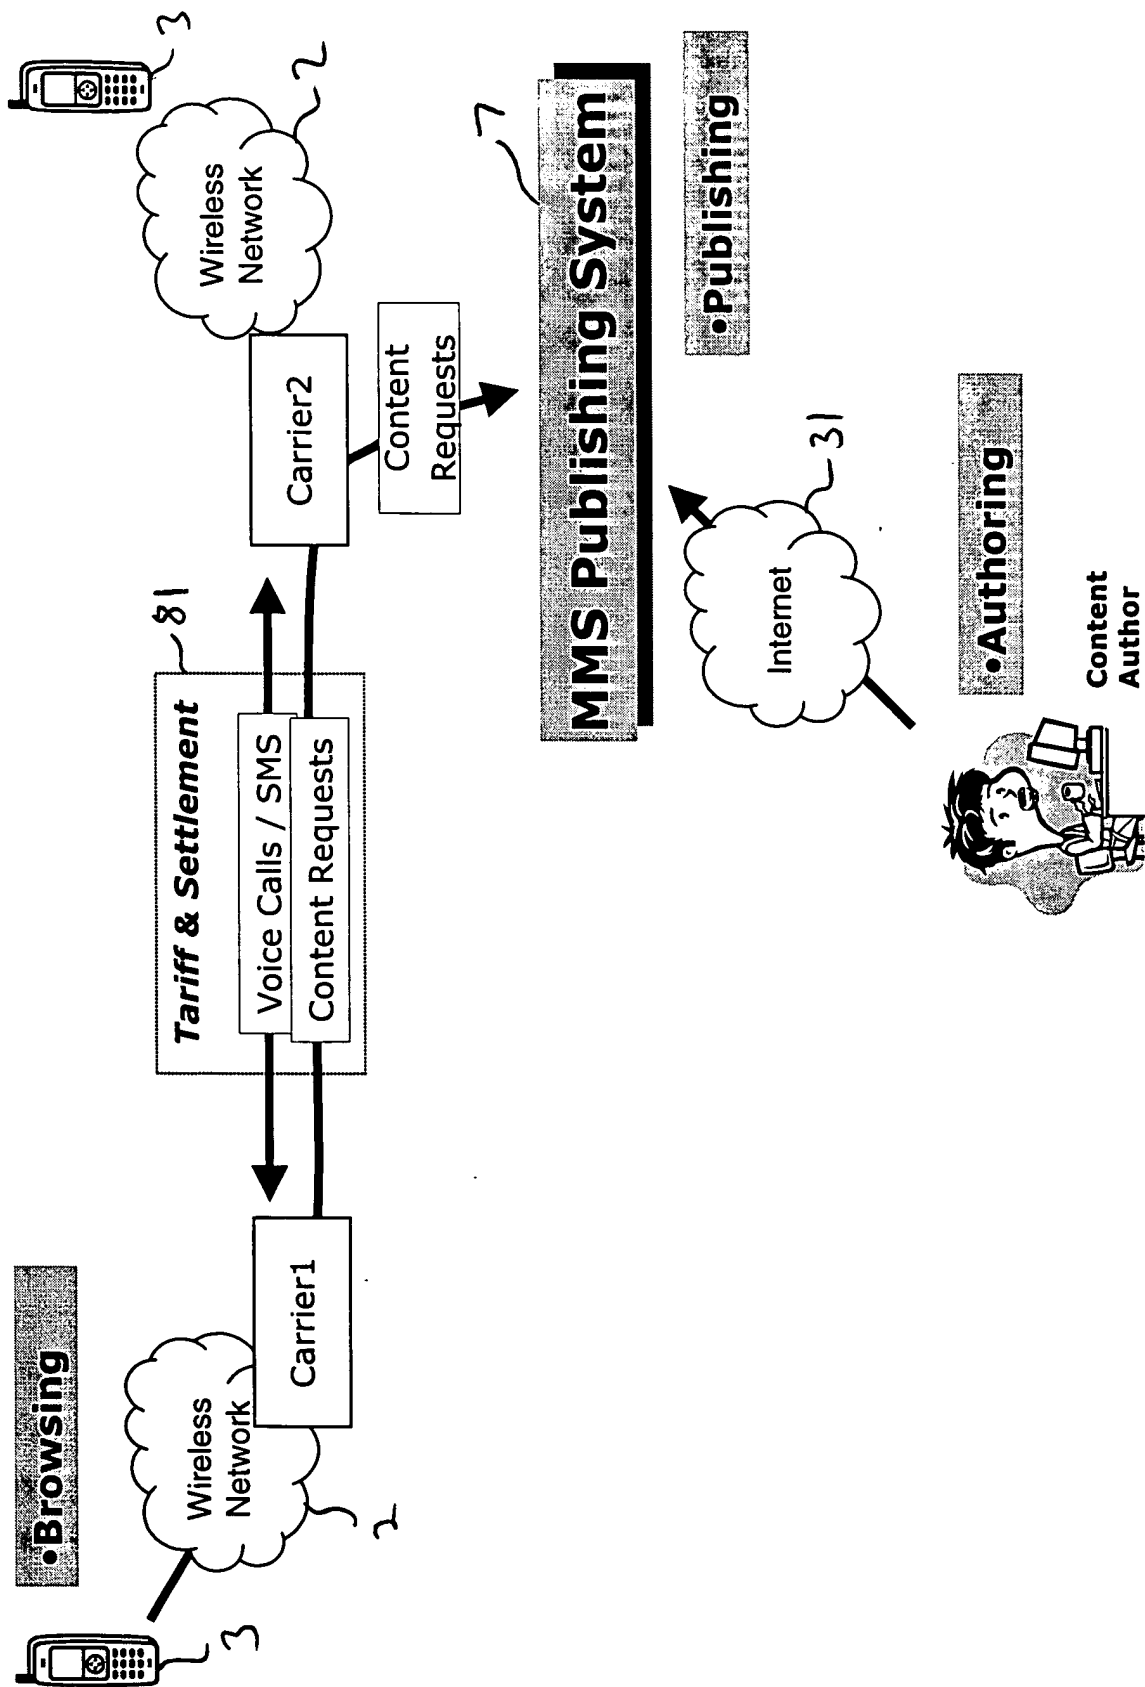 •Browsing
3
Wireless
Network
2
Carrier1
Tariff & Settlement
81
Voice Calls / SMS
Content Requests
Carrier2
Wireless
Network
2
3
Content
Requests
MMS Publishing System
7
•Publishing
Internet
31
•Authoring
Content
Author